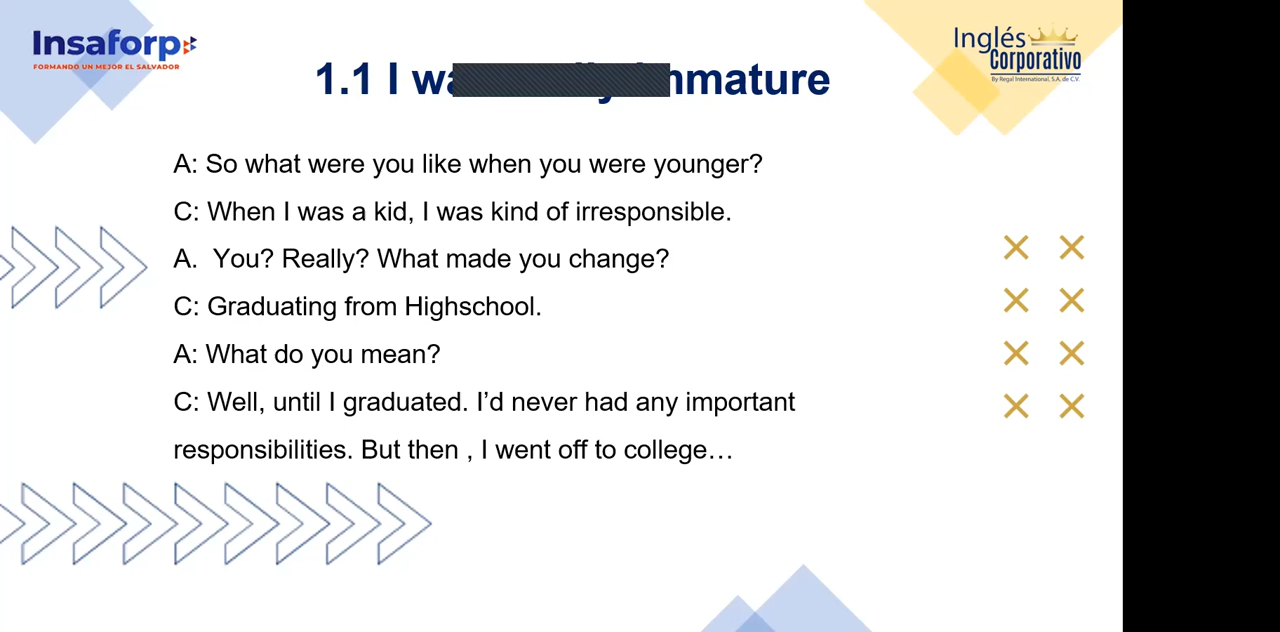 Insaforp
FORMANDO UN MEJOR EL SALVADOR
Inglés
Corporativo
By Regal International, S.A. de C.V.
1.1 I
A: So what were you like when you were younger?
C: When I was a kid, I was kind of irresponsible.
A.  You? Really? What made you change?
C: Graduating from Highschool.
A: What do you mean?
C: Well, until I graduated. I’d never had any important
responsibilities. But then , I went off to college…